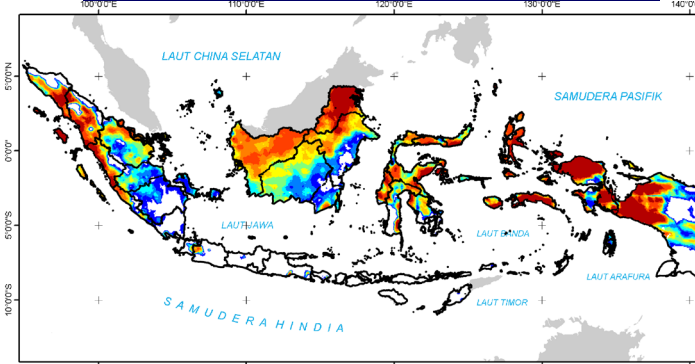 100°0'0"E 110°0'0"E 120°0'0"E 130°0'0"E 140°0'
5°0'0"N
LAUT CHINA SELATAN
SAMUDERA PASIFIK
0°0'0"
5°0'0"S
LAUT JAWA
LAUT BANDA
LAUT ARAFURA
10°0'0"S
LAUT TIMOR
SAMUDERA HINDIA